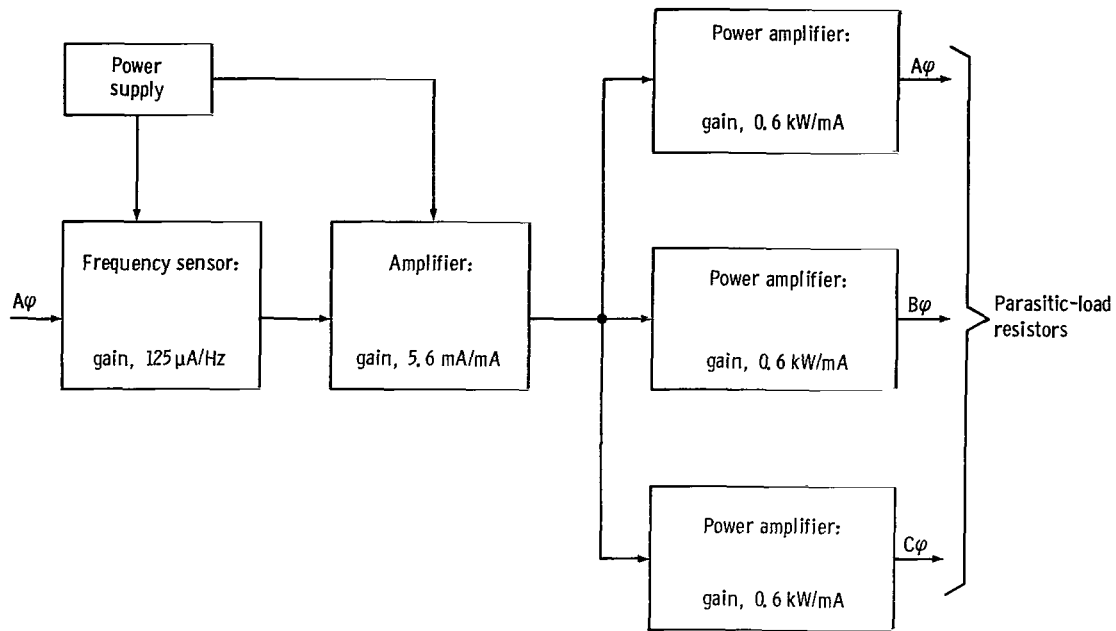 Power
supply
Frequency sensor:
gain, 125 μA/Hz
Aφ
Amplifier:
gain, 5.6 mA/mA
Power amplifier:
gain, 0.6 kW/mA
Aφ
Power amplifier:
gain, 0.6 kW/mA
Bφ
Power amplifier:
gain, 0.6 kW/mA
Cφ
Parasitic-load
resistors